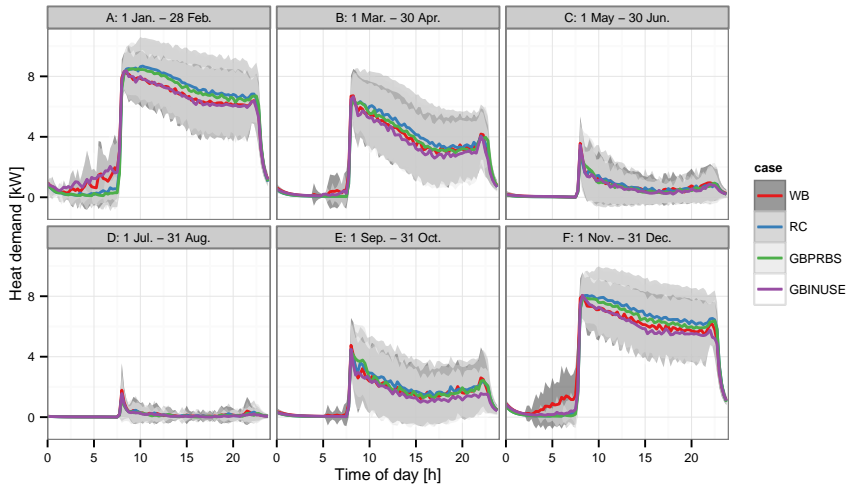 A: 1 Jan. – 28 Feb.
B: 1 Mar. – 30 Apr.
C: 1 May – 30 Jun.
8
4
0
D: 1 Jul. – 31 Aug.
E: 1 Sep. – 31 Oct.
F: 1 Nov. – 31 Dec.
8
4
0
0 5 10 15 20
0 5 10 15 20
0 5 10 15 20
Time of day [h]
Heat demand [kW]
case
WB
RC
GBPRBS
GBINUSE